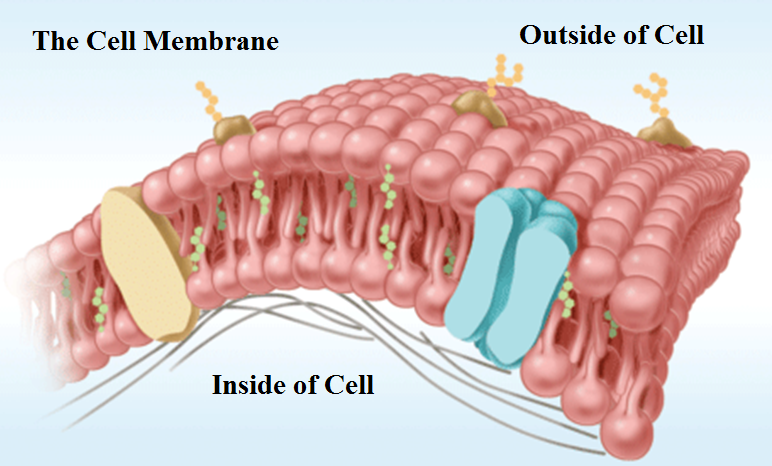 The Cell Membrane
Outside of Cell
Inside of Cell